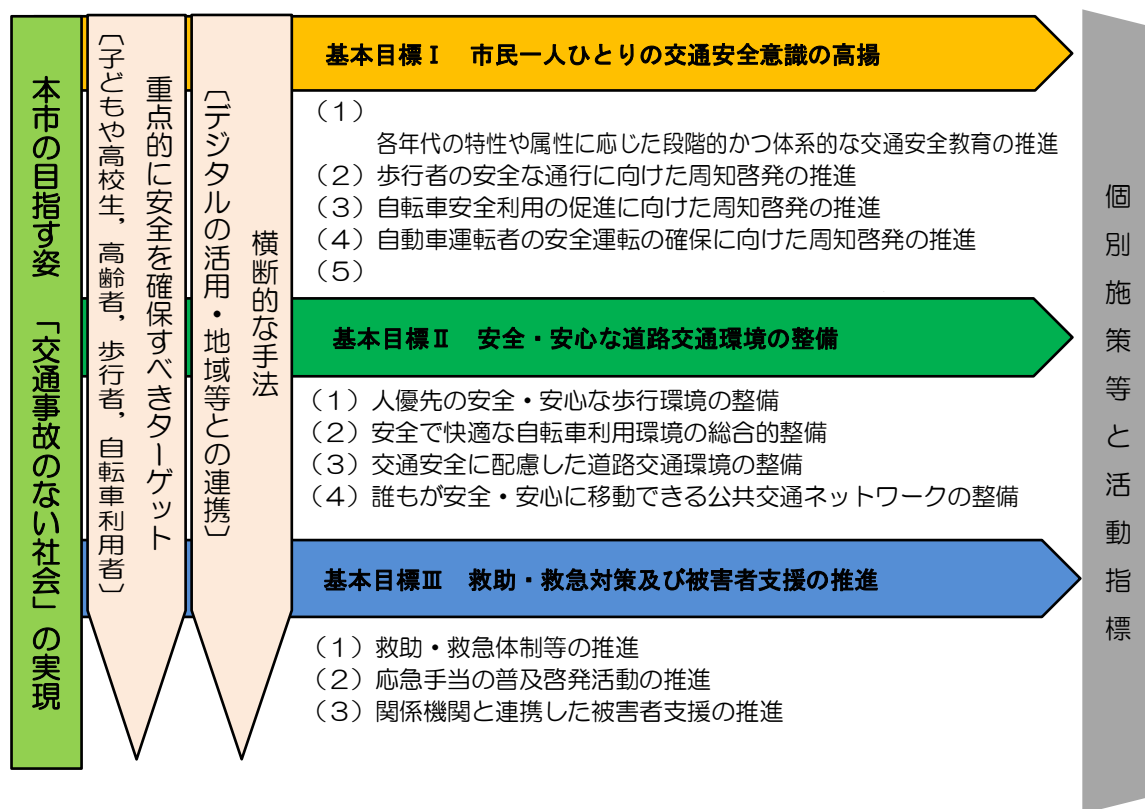 本市の目指す姿　「交通事故のない社会」の実現
重点的に安全を確保すべきターゲット
〔子どもや高校生，高齢者，歩行者，自転車利用者〕
横断的な手法
〔デジタルの活用・地域等との連携〕
基本目標Ⅰ　市民一人ひとりの交通安全意識の高揚
（１）
各年代の特性や属性に応じた段階的かつ体系的な交通安全教育の推進
（２）歩行者の安全な通行に向けた周知啓発の推進
（３）自転車安全利用の促進に向けた周知啓発の推進
（４）自動車運転者の安全運転の確保に向けた周知啓発の推進
（５）
基本目標Ⅱ　安全・安心な道路交通環境の整備
（１）人優先の安全・安心な歩行環境の整備
（２）安全で快適な自転車利用環境の総合的整備
（３）交通安全に配慮した道路交通環境の整備
（４）誰もが安全・安心に移動できる公共交通ネットワークの整備
基本目標Ⅲ　救助・救急対策及び被害者支援の推進
（１）救助・救急体制等の推進
（２）応急手当の普及啓発活動の推進
（３）関係機関と連携した被害者支援の推進
個別施策等と活動指標